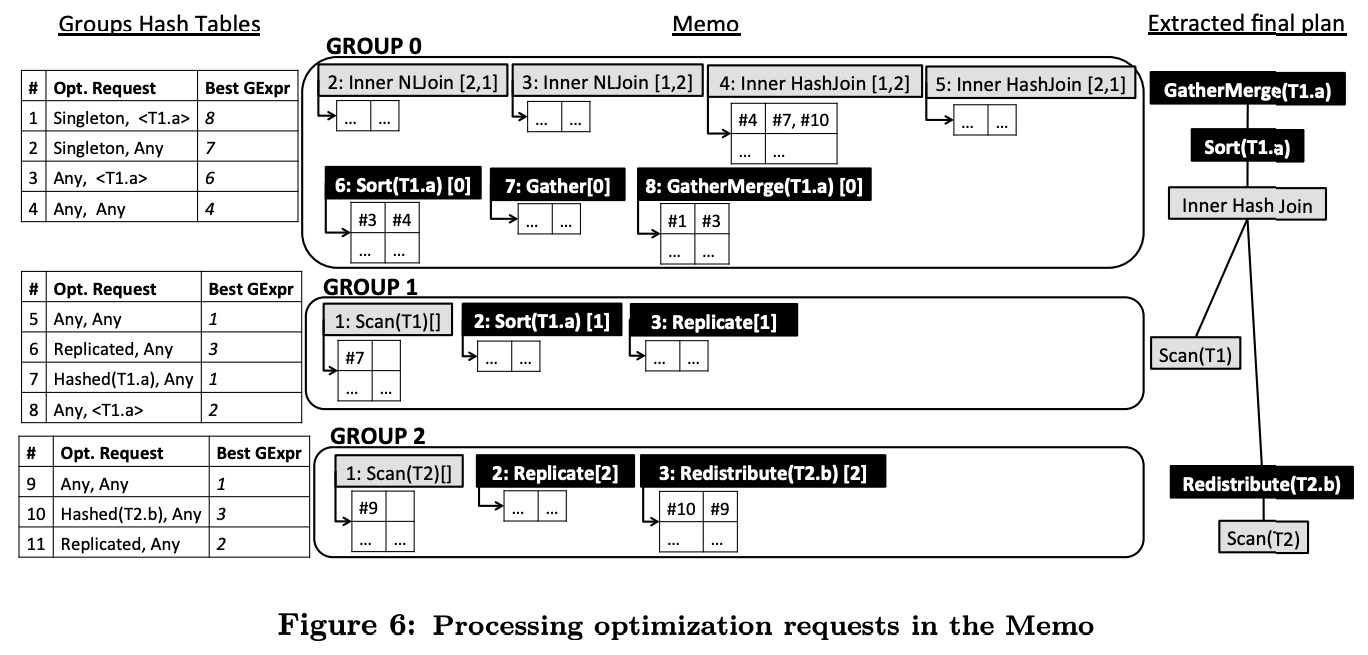 Groups Hash Tables
Memo
Extracted final plan
# Opt. Request Best GExpr
1 Singleton, <T1.a> 8
2 Singleton, Any 7
3 Any, <T1.a> 6
4 Any, Any 4
GROUP 0
2: Inner NLJoin [2,1]
... ...
3: Inner NLJoin [1,2]
... ...
4: Inner HashJoin [1,2]
#4 #7, #10
... ...
5: Inner HashJoin [2,1]
... ...
6: Sort(T1.a) [0]
#3 #4
... ...
7: Gather[0]
... ...
8: GatherMerge(T1.a) [0]
#1 #3
... ...
# Opt. Request Best GExpr
5 Any, Any 1
6 Replicated, Any 3
7 Hashed(T1.a), Any 1
8 Any, <T1.a> 2
GROUP 1
1: Scan(T1)[]
#7
... ...
2: Sort(T1.a) [1]
... ...
3: Replicate[1]
... ...
# Opt. Request Best GExpr
9 Any, Any 1
10 Hashed(T2.b), Any 3
11 Replicated, Any 2
GROUP 2
1: Scan(T2)[]
#9
... ...
2: Replicate[2]
... ...
3: Redistribute(T2.b) [2]
#10 #9
... ...
GatherMerge(T1.a)
Sort(T1.a)
Inner Hash Join
Scan(T1)
Redistribute(T2.b)
Scan(T2)
Figure 6: Processing optimization requests in the Memo